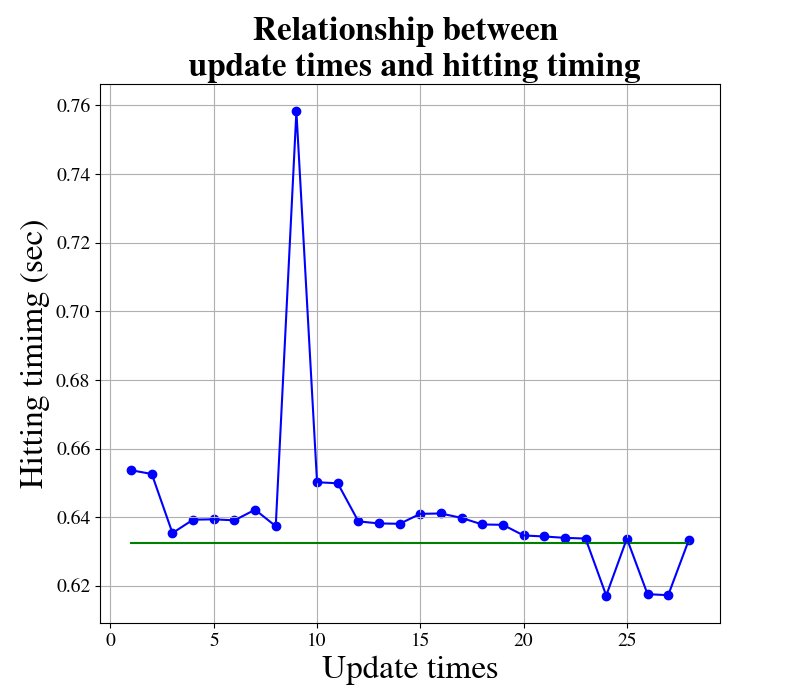 Relationship between
update times and hitting timing
0.76
0.74
0.72
0.70
0.68
0.66
0.64
0.62
Hitting timimg (sec)
0 5 10 15 20 25
Update times